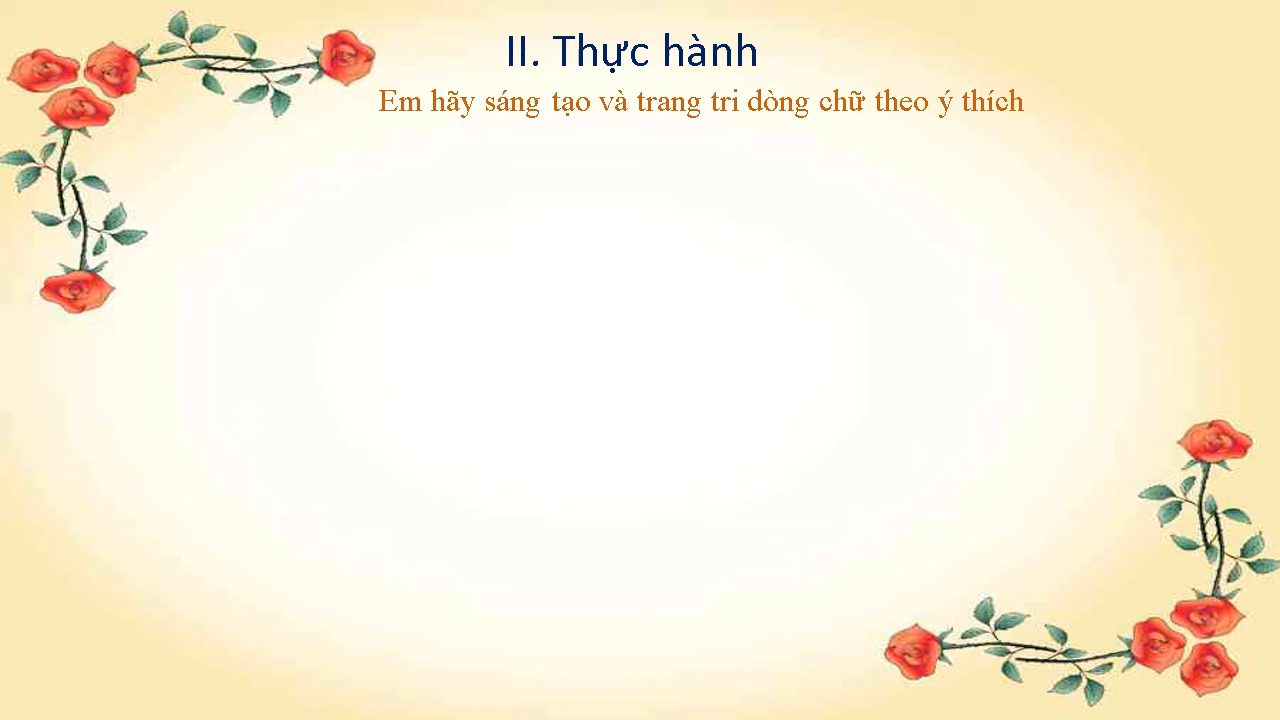 II. Thực hành
Em hãy sáng tạo và trang tri dòng chữ theo ý thích